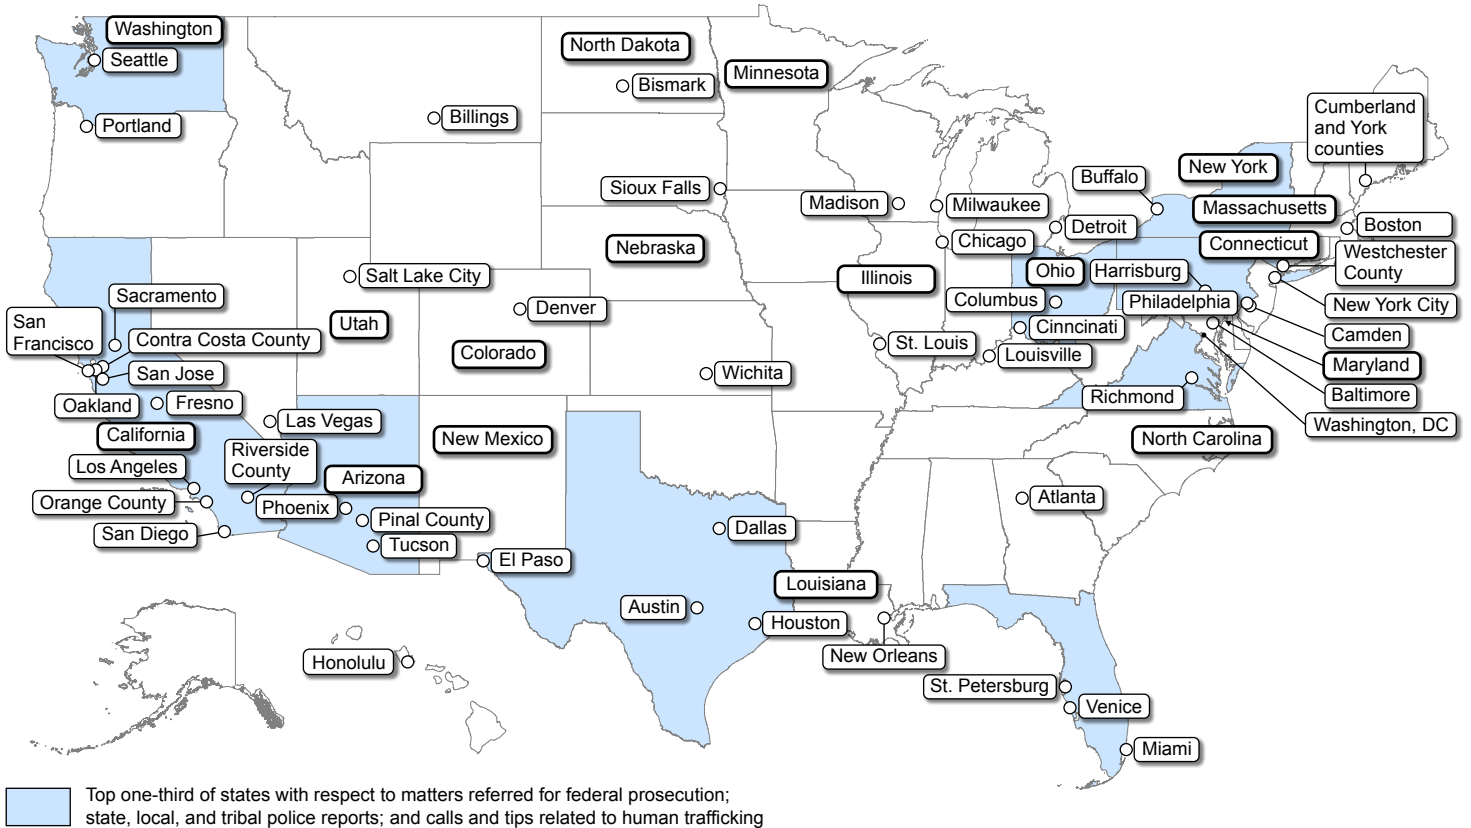 Washington
Seattle
North Dakota
Minnesota
Bismark
Billings
Portland
Cumberland
and York
counties
New York
Buffalo
Sioux Falls
Madison
Milwaukee
Massachusetts
Detroit
Boston
Chicago
Connecticut
Westchester
County
Nebraska
Salt Lake City
Illinois
Ohio
Harrisburg
Sacramento
Denver
Columbus
Philadelphia
New York City
San
Francisco
Utah
Cinncinati
Camden
Contra Costa County
Colorado
St. Louis
Louisville
Maryland
San Jose
Wichita
Oakland
Fresno
Richmond
Baltimore
Las Vegas
Washington, DC
California
New Mexico
North Carolina
Riverside
County
Los Angeles
Arizona
Orange County
Phoenix
Atlanta
Pinal County
San Diego
Dallas
Tucson
El Paso
Louisiana
Austin
Houston
Honolulu
New Orleans
St. Petersburg
Venice
Miami
Top one-third of states with respect to matters referred for federal prosecution;
state, local, and tribal police reports; and calls and tips related to human trafficking